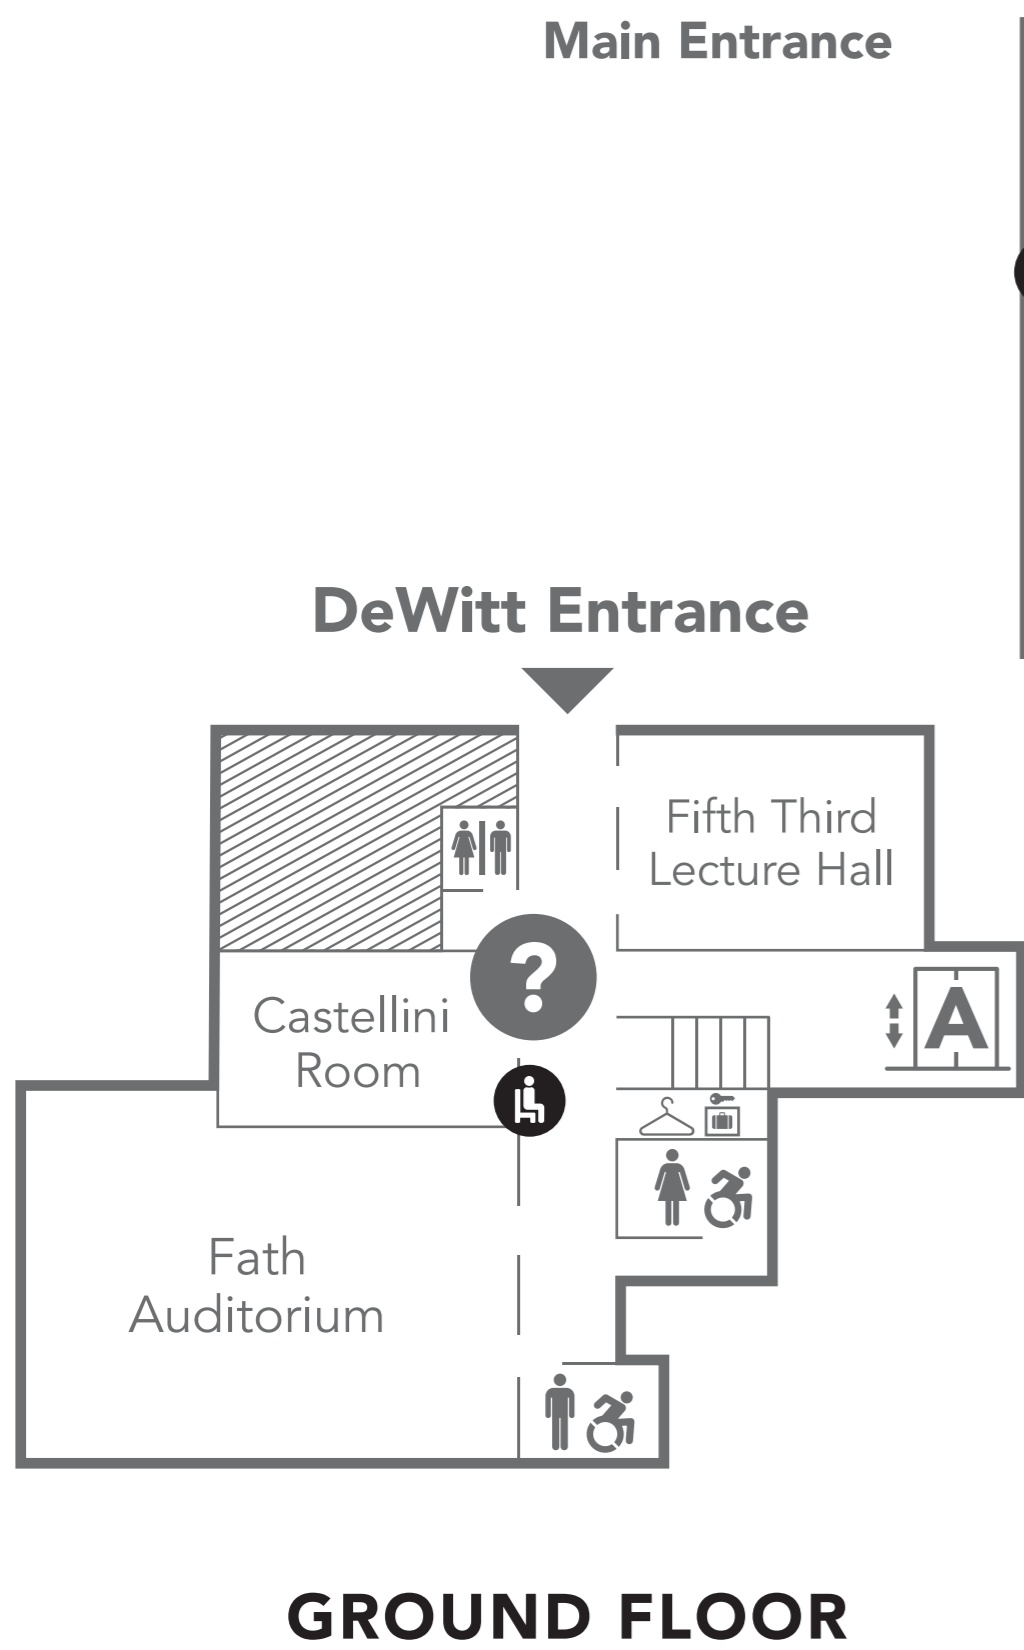 Main Entrance
DeWitt Entrance
Fifth Third
Lecture Hall
?
Castellini
Room
A
Fath
Auditorium
GROUND FLOOR